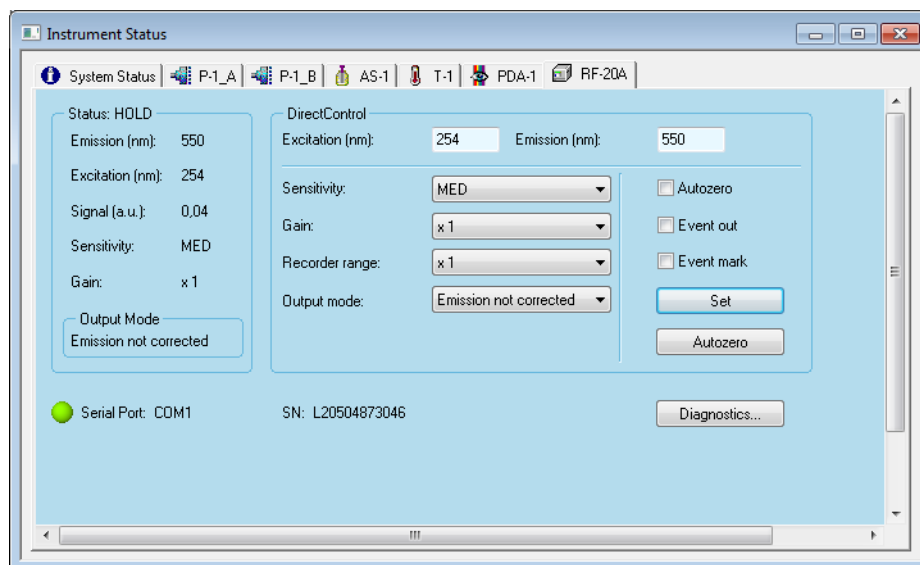 Instrument Status
System Status P-1_A P-1_B AS-1 T-1 PDA-1 RF-20A
Status: HOLD
Emission (nm): 550
Excitation (nm): 254
Signal (a.u.): 0,04
Sensitivity: MED
Gain: x 1
Output Mode
Emission not corrected
DirectControl
Excitation (nm): 254 Emission (nm): 550
Sensitivity: MED
Gain: x 1
Recorder range: x 1
Output mode: Emission not corrected
Autozero
Event out
Event mark
Set
Autozero
Serial Port: COM1 SN: L20504873046 Diagnostics...